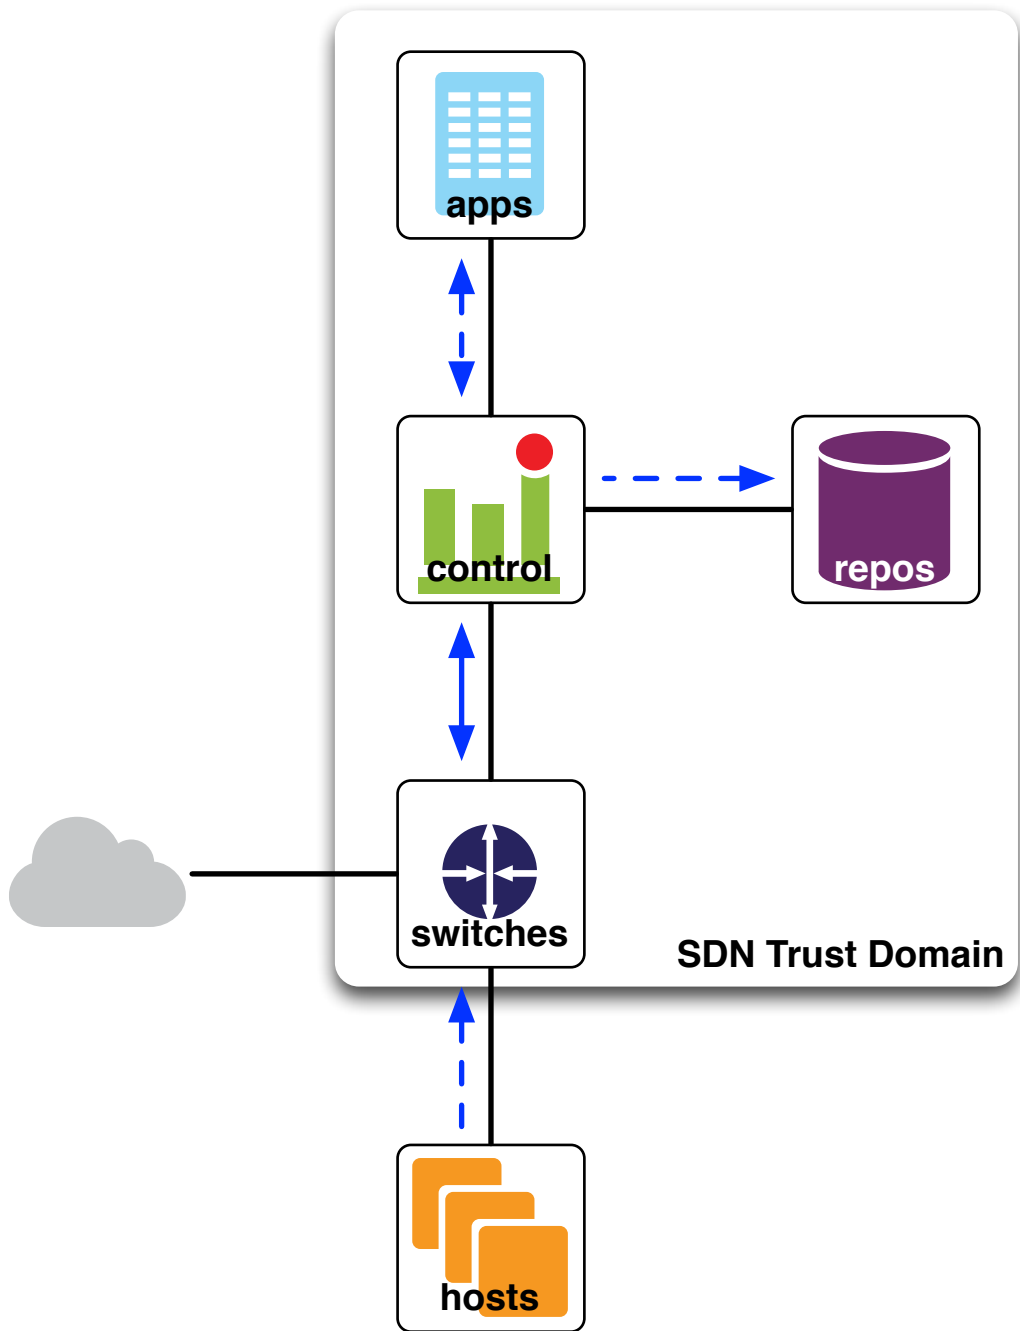 apps
control
repos
switches
SDN Trust Domain
hosts